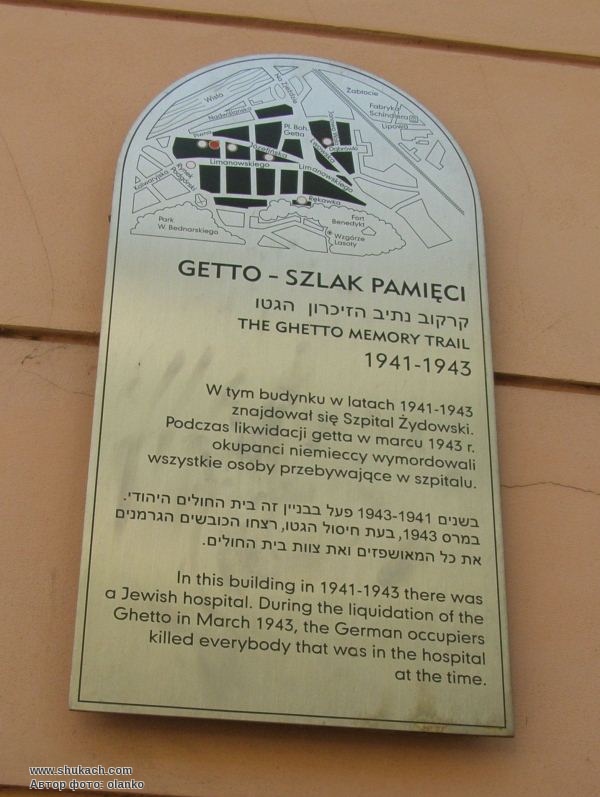 Wisła
Na Zjeździe
Zabłocie
Fabryka
Schindlera
Lipowa
Nadwiślańska
Piwna
Pl. Boh.
Getta
Józefińska
Dąbrówki
Limanowskiego
Limanowskiego
Rynek
Podgórski
Kalwaryjska
Rękawka
Park
W. Bednarskiego
Fort
Benedykt
Wzgórze
Lasoty
GETTO – SZLAK PAMIĘCI
קרקוב נתיב הזיכרון הגטו
THE GHETTO MEMORY TRAIL
1941-1943
W tym budynku w latach 1941-1943
znajdował się Szpital Żydowski.
Podczas likwidacji getta w marcu 1943 r.
okupanci niemieccy wymordowali
wszystkie osoby przebywające w szpitalu.
בשנים 1943-1941 פעל בבניין זה בית החולים היהודי.
במרס 1943, בעת חיסול הגטו, רצחו הכובשים הגרמנים
את כל המאושפזים ואת צוות בית החולים.
In this building in 1941-1943 there was
a Jewish hospital. During the liquidation of the
Ghetto in March 1943, the German occupiers
killed everybody that was in the hospital
at the time.
www.shukach.com
Автор фото: olanko